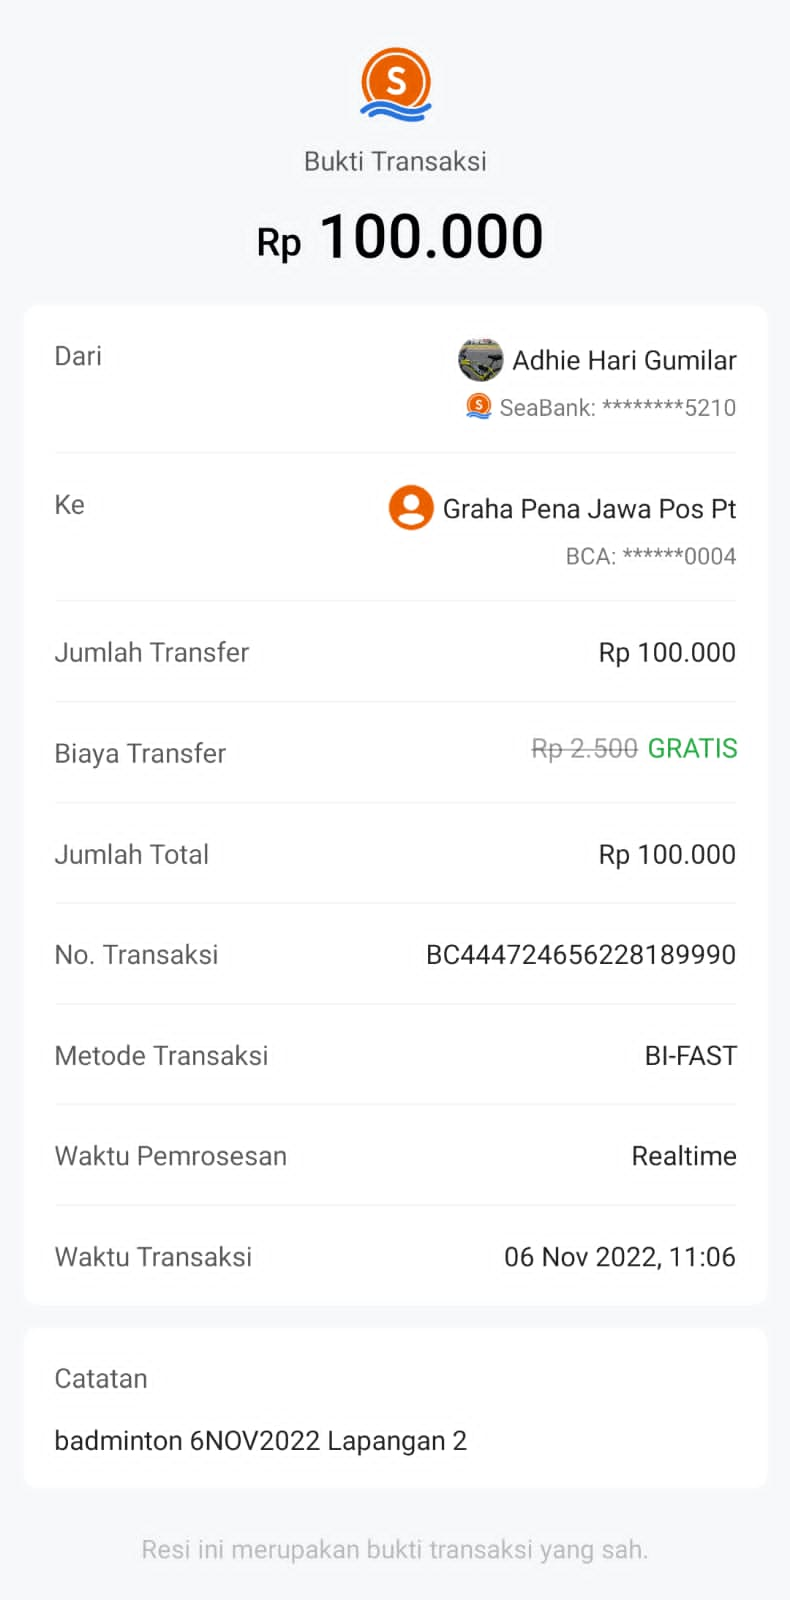 S
Bukti Transaksi
Rp 100.000
Dari
Adhie Hari Gumilar
S SeaBank: ********5210
Ke
Graha Pena Jawa Pos Pt
BCA: ******0004
Jumlah Transfer Rp 100.000
Biaya Transfer Rp 2.500 GRATIS
Jumlah Total Rp 100.000
No. Transaksi BC444724656228189990
Metode Transaksi BI-FAST
Waktu Pemrosesan Realtime
Waktu Transaksi 06 Nov 2022, 11:06
Catatan
badminton 6NOV2022 Lapangan 2
Resi ini merupakan bukti transaksi yang sah.